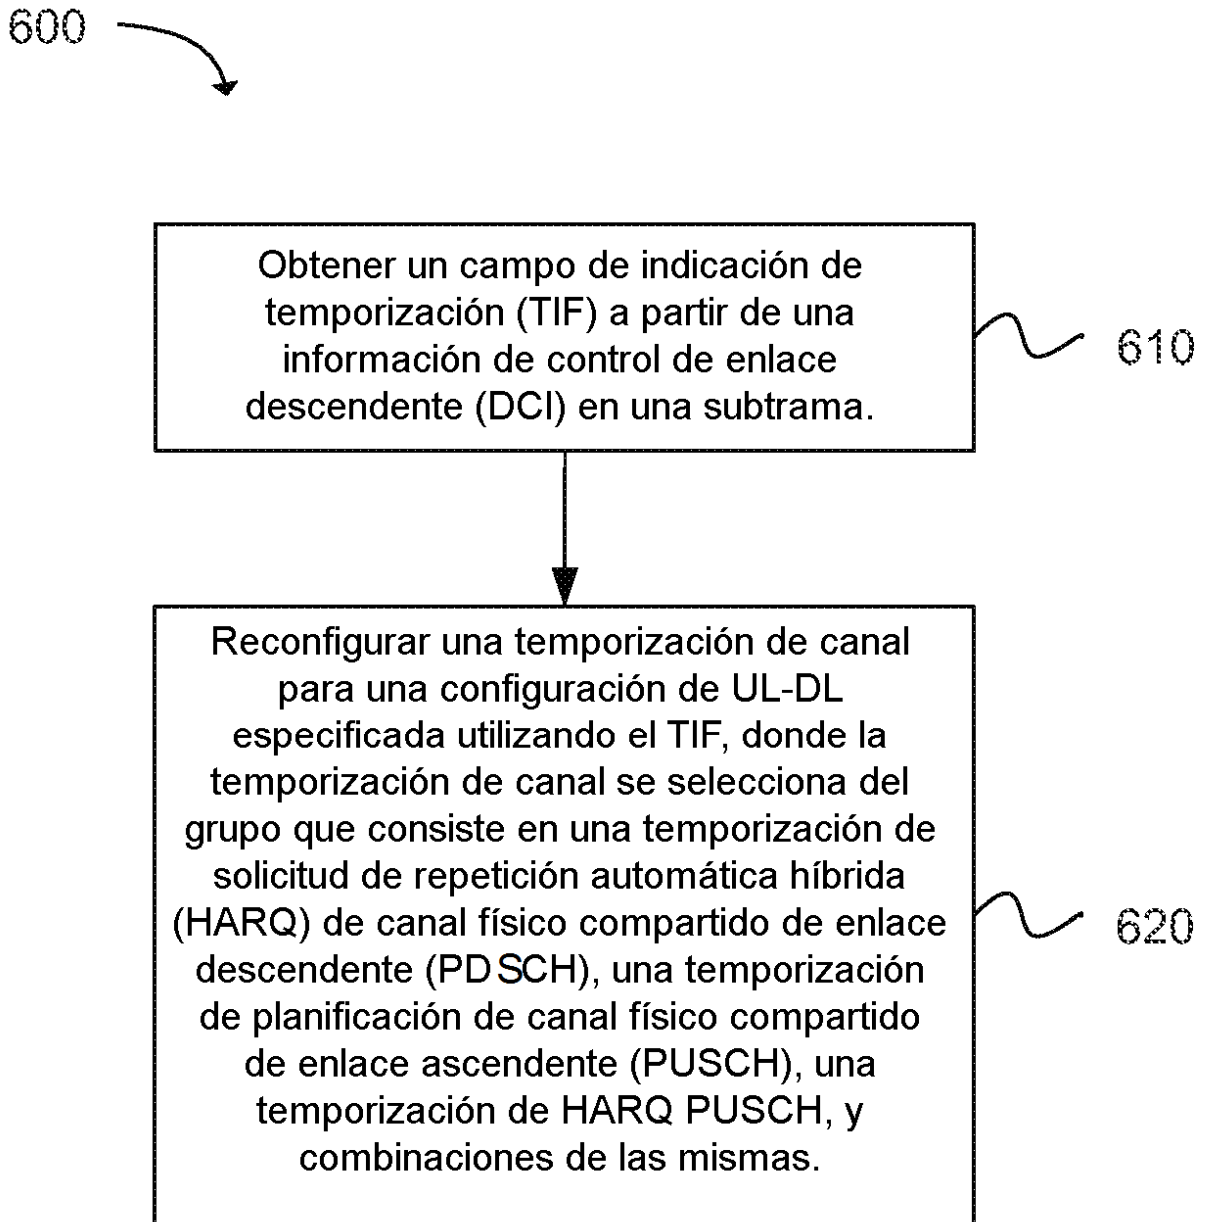 600
Obtener un campo de indicación de
temporización (TIF) a partir de una
información de control de enlace
descendente (DCI) en una subtrama.
610
Reconfigurar una temporización de canal
para una configuración de UL-DL
especificada utilizando el TIF, donde la
temporización de canal se selecciona del
grupo que consiste en una temporización de
solicitud de repetición automática híbrida
(HARQ) de canal físico compartido de enlace
descendente (PDSCH), una temporización
de planificación de canal físico compartido
de enlace ascendente (PUSCH), una
temporización de HARQ PUSCH, y
combinaciones de las mismas.
620